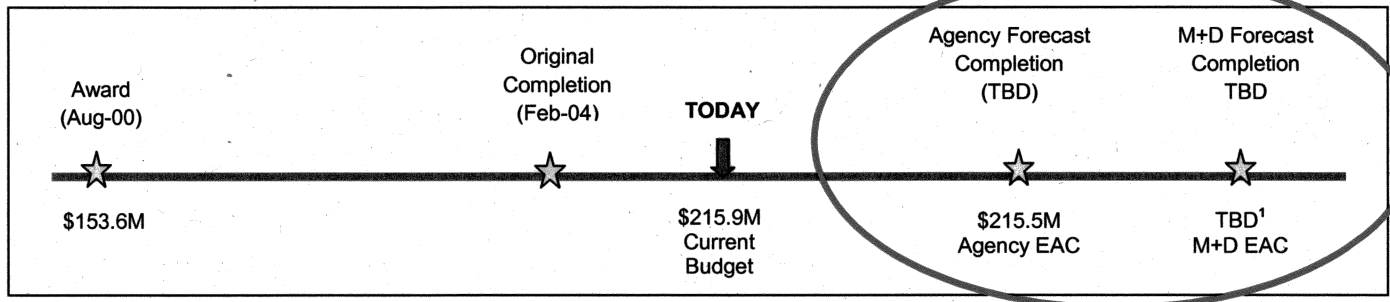 Award
(Aug-00)
$153.6M
Original
Completion
(Feb-04)
TODAY
$215.9M
Current
Budget
Agency Forecast
Completion
(TBD)
$215.5M
Agency EAC
M+D Forecast
Completion
TBD
TBD¹
M+D EAC